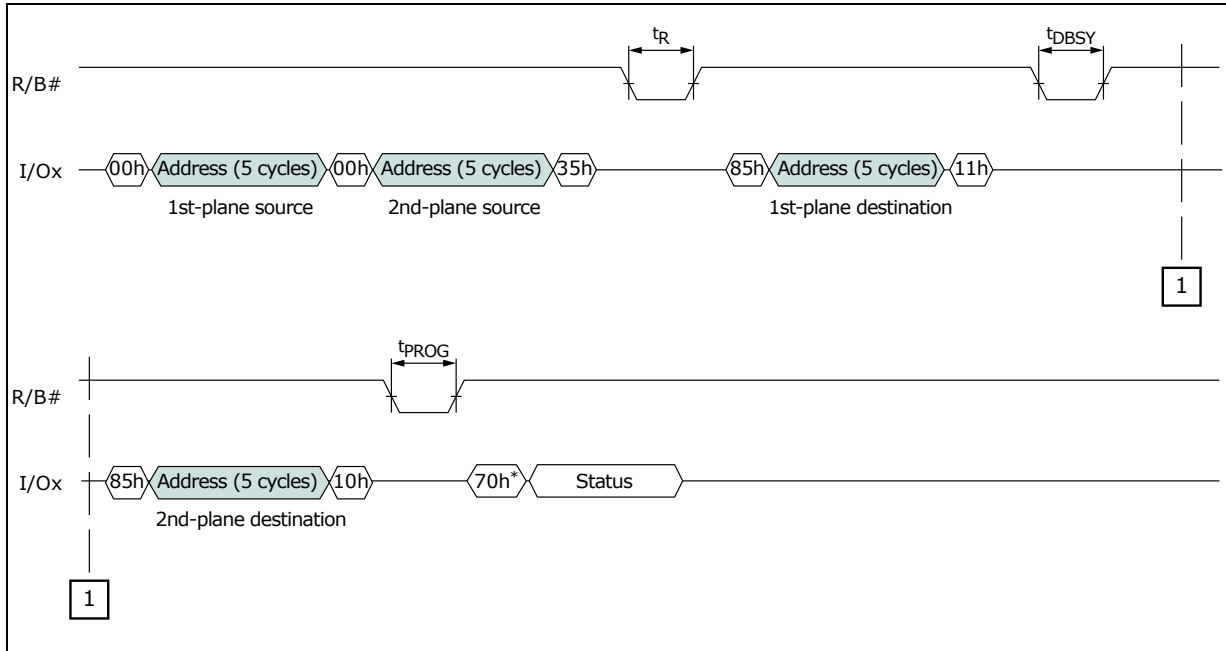 tR tDBSY
R/B#
I/Ox 00h Address (5 cycles) 00h Address (5 cycles) 35h 85h Address (5 cycles) 11h
1st-plane source 2nd-plane source 1st-plane destination
1
tPROG
R/B#
I/Ox 85h Address (5 cycles) 10h 70h* Status
2nd-plane destination
1